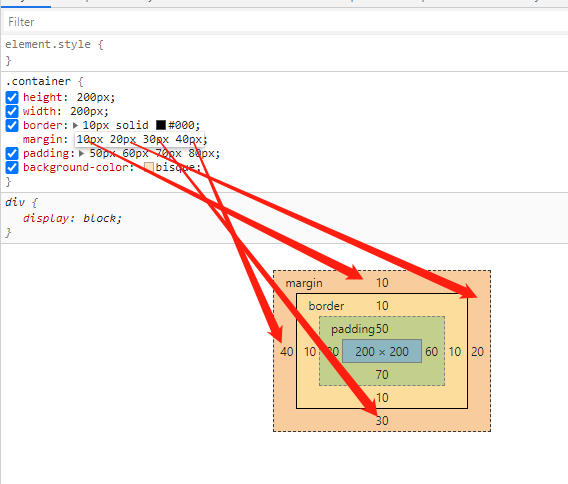 Filter
element.style {
}
.container {
height: 200px;
width: 200px;
border: 10px solid #000;
margin: 10px 20px 30px 40px;
padding: 50px 60px 70px 80px;
background-color: bisque;
}
div {
display: block;
}
margin 10
border 10
padding 50
40 10 200 × 200 60 10 20
70
10
30